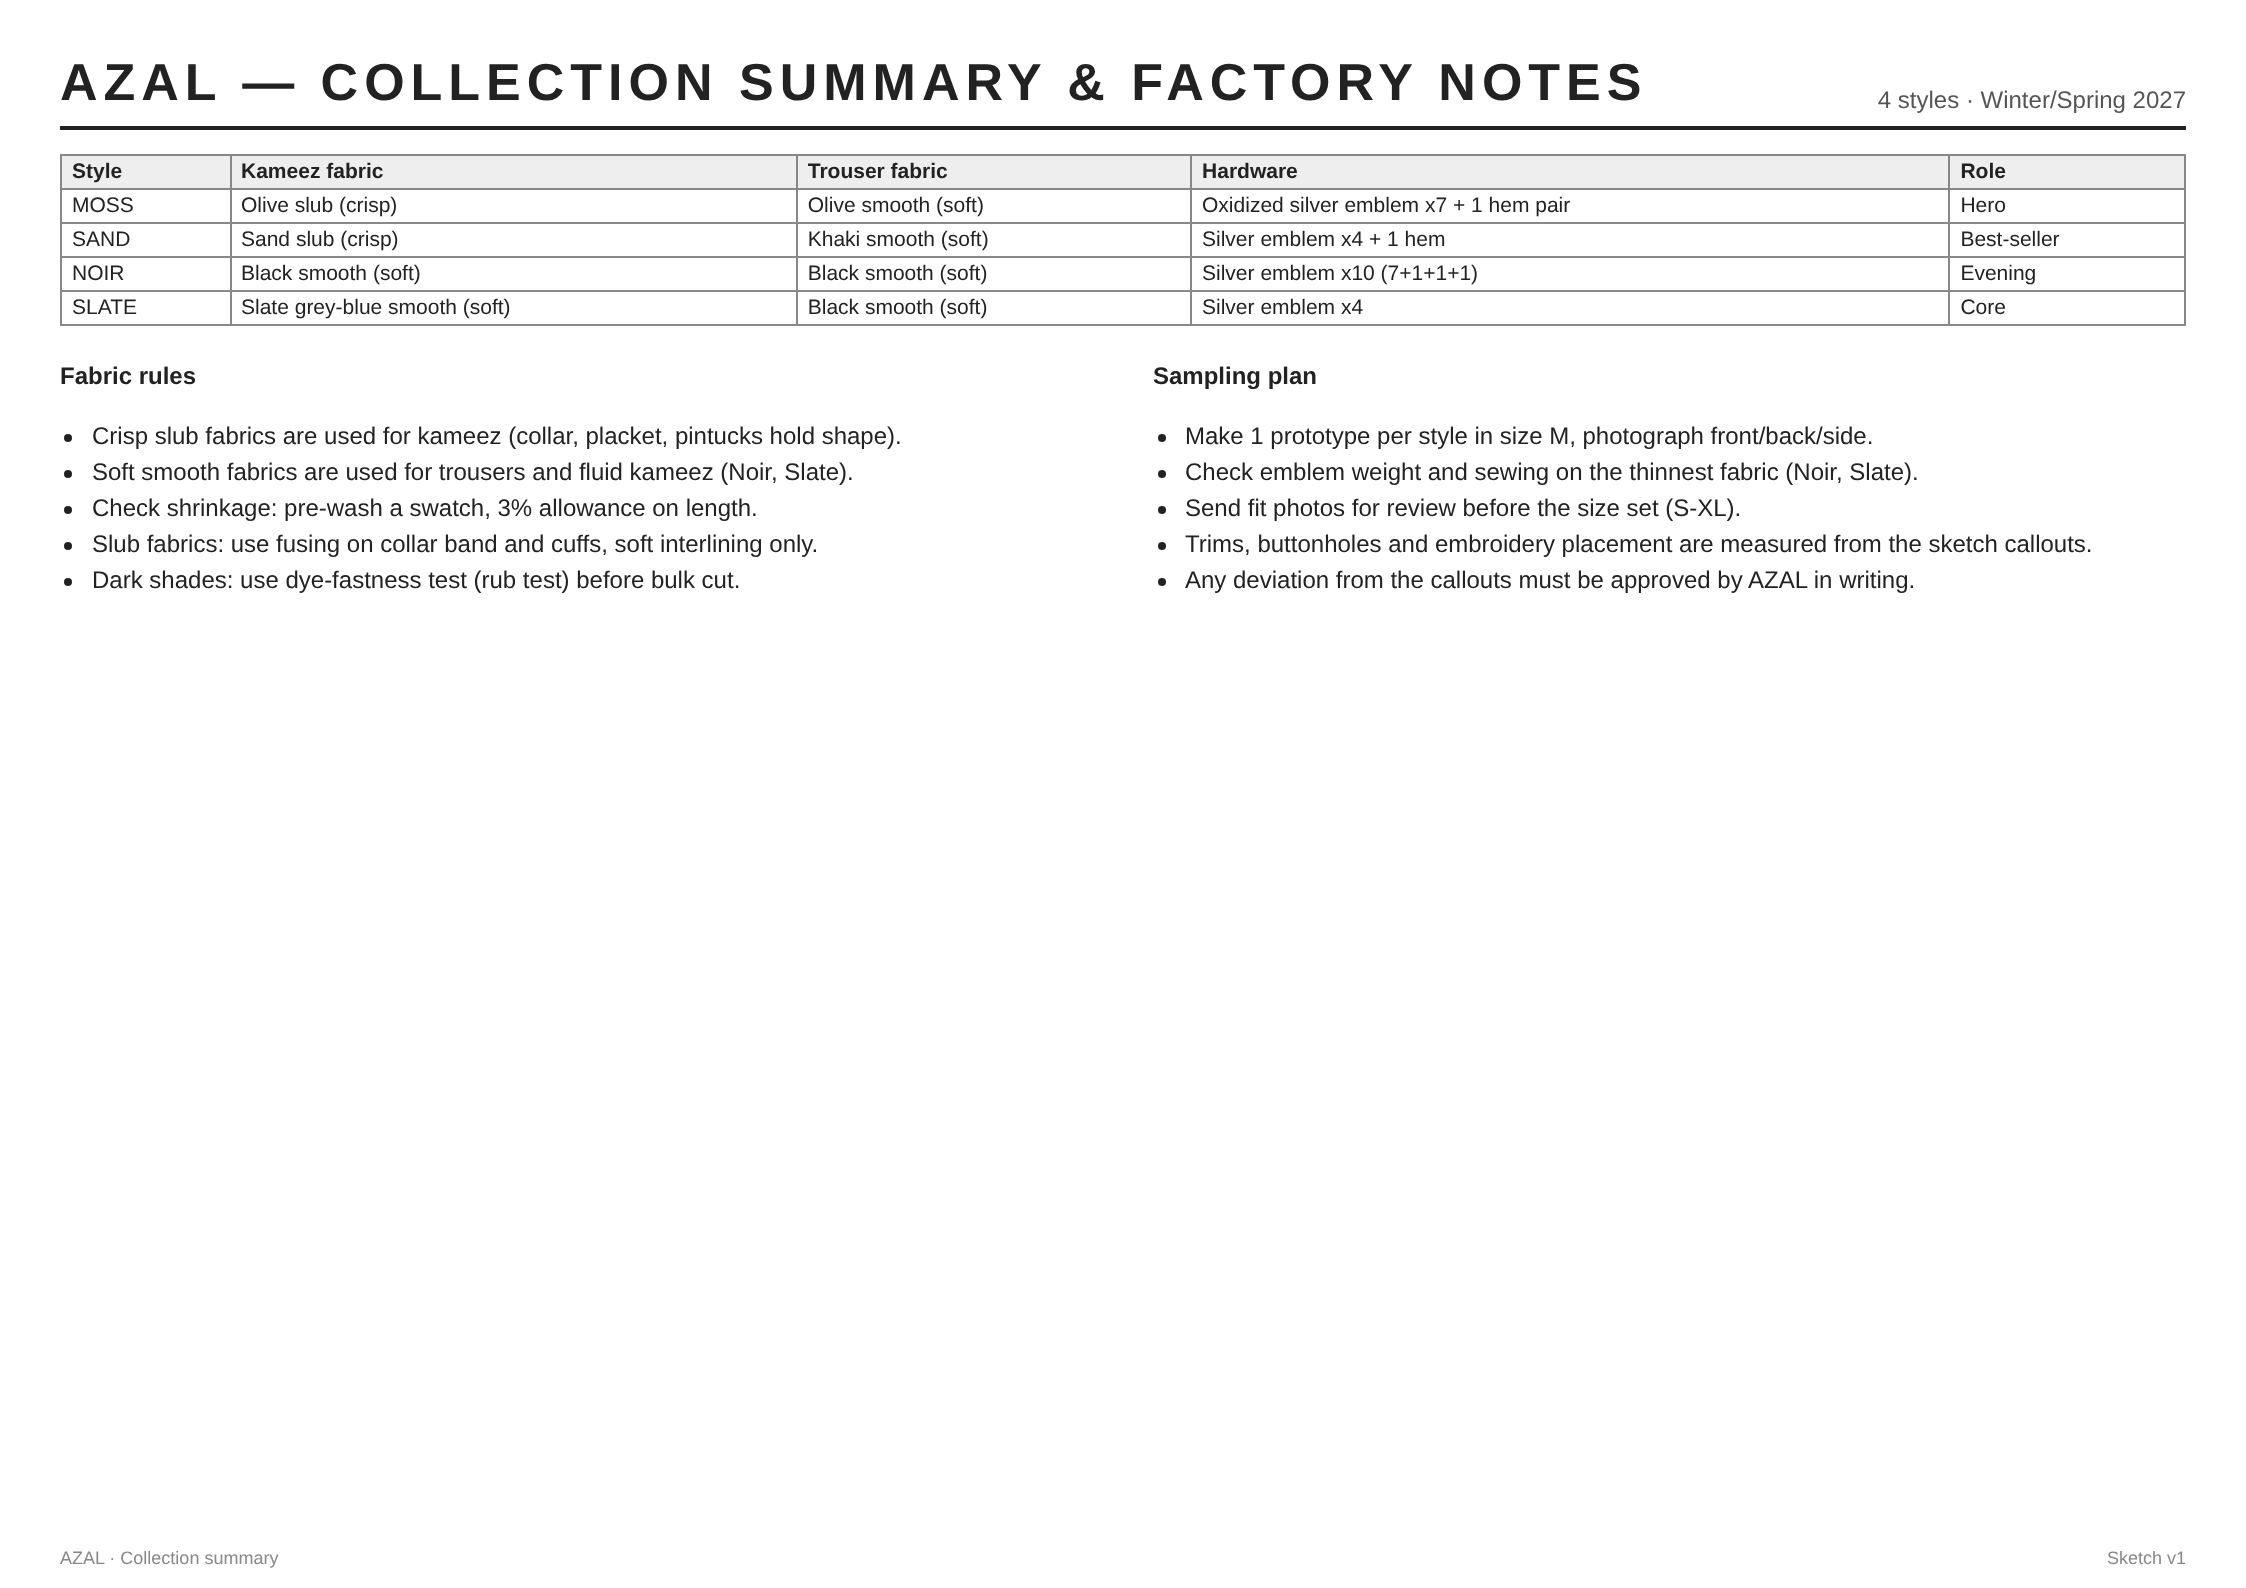 AZAL — COLLECTION SUMMARY & FACTORY NOTES
4 styles · Winter/Spring 2027
Style Kameez fabric Trouser fabric Hardware Role
MOSS Olive slub (crisp) Olive smooth (soft) Oxidized silver emblem x7 + 1 hem pair Hero
SAND Sand slub (crisp) Khaki smooth (soft) Silver emblem x4 + 1 hem Best-seller
NOIR Black smooth (soft) Black smooth (soft) Silver emblem x10 (7+1+1+1) Evening
SLATE Slate grey-blue smooth (soft) Black smooth (soft) Silver emblem x4 Core
Fabric rules
• Crisp slub fabrics are used for kameez (collar, placket, pintucks hold shape).
• Soft smooth fabrics are used for trousers and fluid kameez (Noir, Slate).
• Check shrinkage: pre-wash a swatch, 3% allowance on length.
• Slub fabrics: use fusing on collar band and cuffs, soft interlining only.
• Dark shades: use dye-fastness test (rub test) before bulk cut.
Sampling plan
• Make 1 prototype per style in size M, photograph front/back/side.
• Check emblem weight and sewing on the thinnest fabric (Noir, Slate).
• Send fit photos for review before the size set (S-XL).
• Trims, buttonholes and embroidery placement are measured from the sketch callouts.
• Any deviation from the callouts must be approved by AZAL in writing.
AZAL · Collection summary
Sketch v1